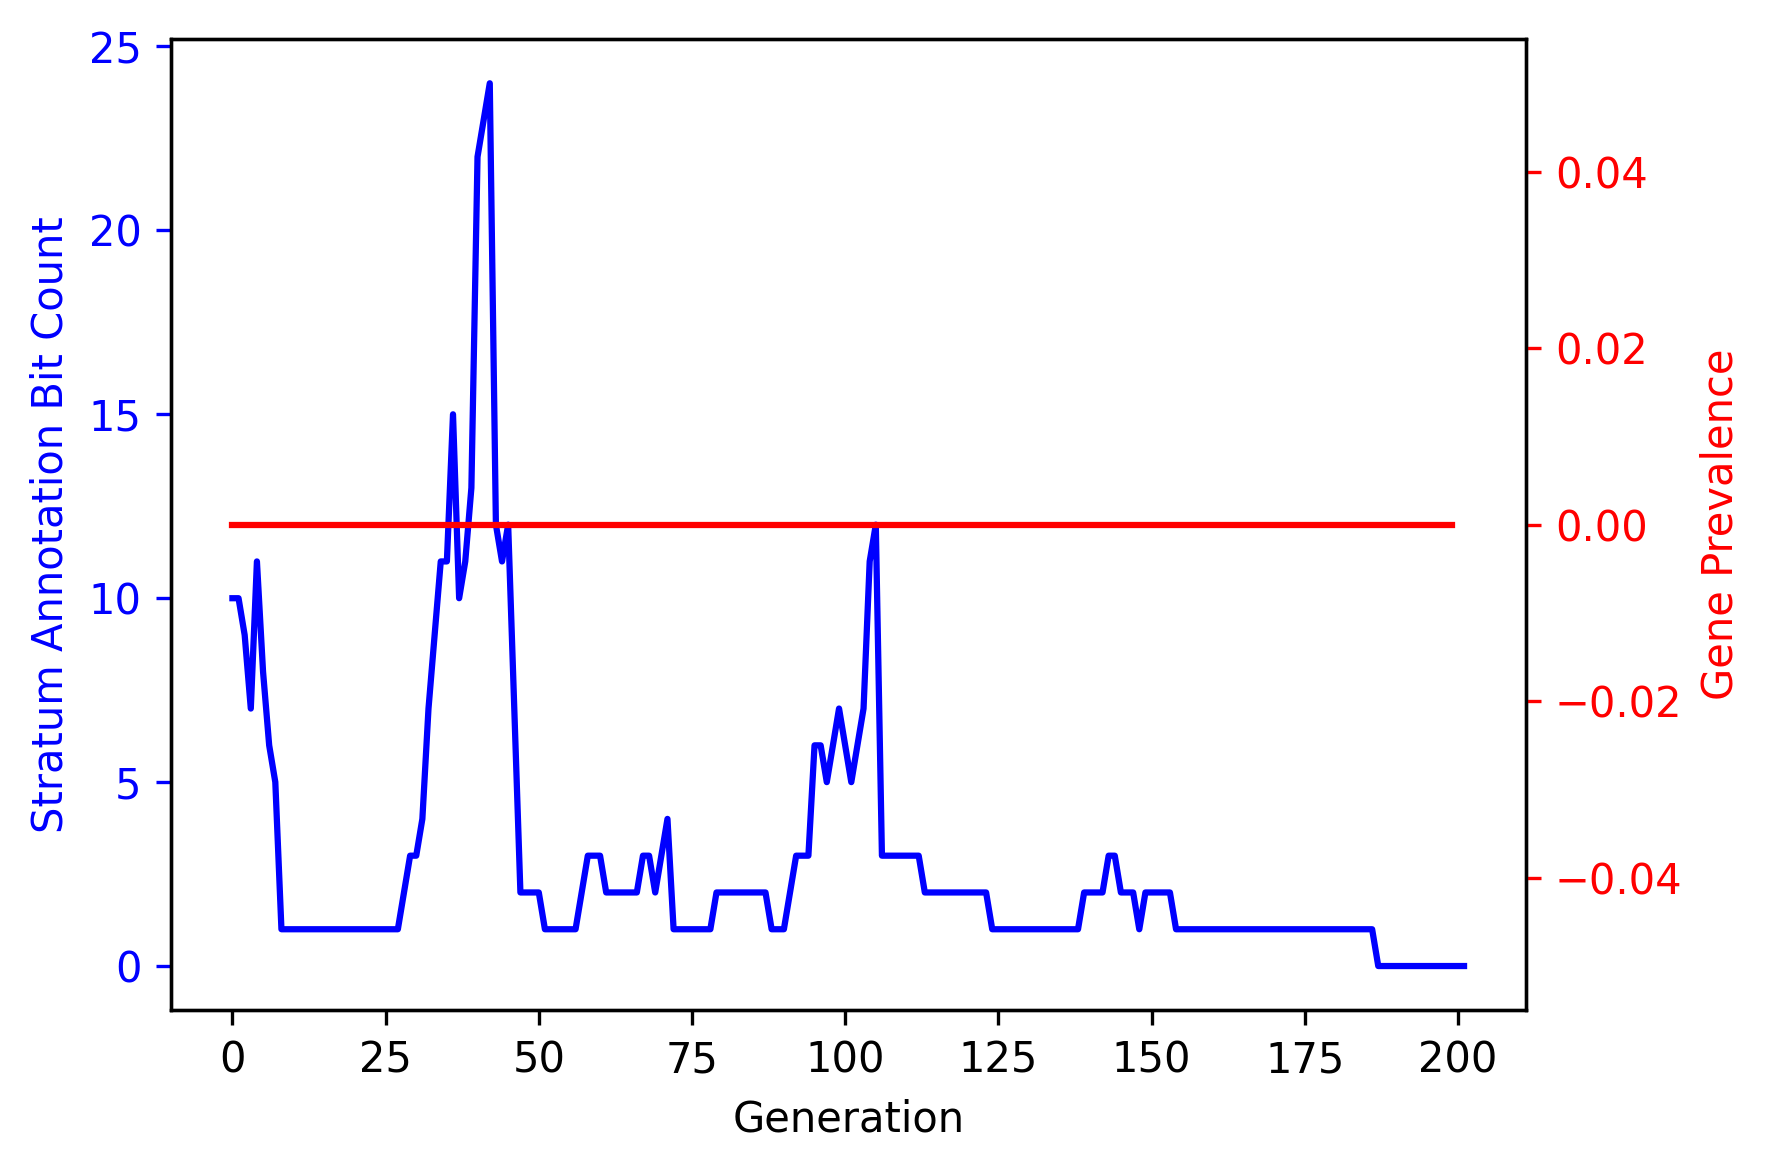 Stratum Annotation Bit Count
25
20
15
10
5
0
0.04
0.02
0.00
−0.02
−0.04
Gene Prevalence
0 25 50 75 100 125 150 175 200
Generation